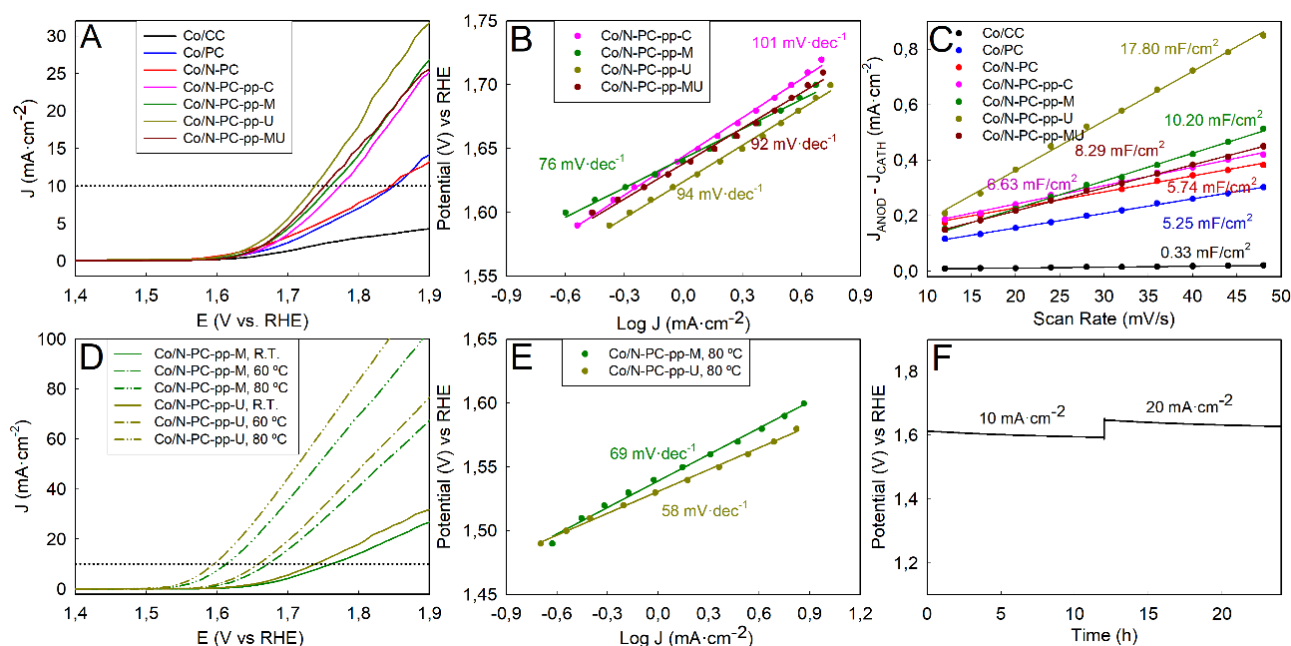 A
Co/CC
Co/PC
Co/N-PC
Co/N-PC-pp-C
Co/N-PC-pp-M
Co/N-PC-pp-U
Co/N-PC-pp-MU
J (mA·cm⁻²)
30
25
20
15
10
5
0
1,4 1,5 1,6 1,7 1,8 1,9
E (V vs. RHE)
B
Co/N-PC-pp-C
Co/N-PC-pp-M
Co/N-PC-pp-U
Co/N-PC-pp-MU
101 mV·dec⁻¹
76 mV·dec⁻¹
92 mV·dec⁻¹
94 mV·dec⁻¹
Potential (V) vs RHE
1,75
1,70
1,65
1,60
1,55
-0,6 -0,3 0,0 0,3 0,6 0,9
Log J (mA·cm⁻²)
C
Co/CC
Co/PC
Co/N-PC
Co/N-PC-pp-C
Co/N-PC-pp-M
Co/N-PC-pp-U
Co/N-PC-pp-MU
17.80 mF/cm²
10.20 mF/cm²
8.29 mF/cm²
6.63 mF/cm²
5.74 mF/cm²
5.25 mF/cm²
0.33 mF/cm²
J_ANOD - J_CATH (mA·cm⁻²)
0,8
0,6
0,4
0,2
0,0
10 15 20 25 30 35 40 45 50
Scan Rate (mV/s)
D
Co/N-PC-pp-M, R.T.
Co/N-PC-pp-M, 60 ºC
Co/N-PC-pp-M, 80 ºC
Co/N-PC-pp-U, R.T.
Co/N-PC-pp-U, 60 ºC
Co/N-PC-pp-U, 80 ºC
J (mA·cm⁻²)
100
80
60
40
20
0
1,4 1,5 1,6 1,7 1,8 1,9
E (V vs RHE)
E
Co/N-PC-pp-M, 80 ºC
Co/N-PC-pp-U, 80 ºC
69 mV·dec⁻¹
58 mV·dec⁻¹
Potential (V) vs RHE
1,65
1,60
1,55
1,50
1,45
-0,9 -0,6 -0,3 0,0 0,3 0,6 0,9 1,2
Log J (mA·cm⁻²)
F
10 mA·cm⁻²
20 mA·cm⁻²
Potential (V) vs RHE
1,8
1,6
1,4
1,2
0 10 20
Time (h)